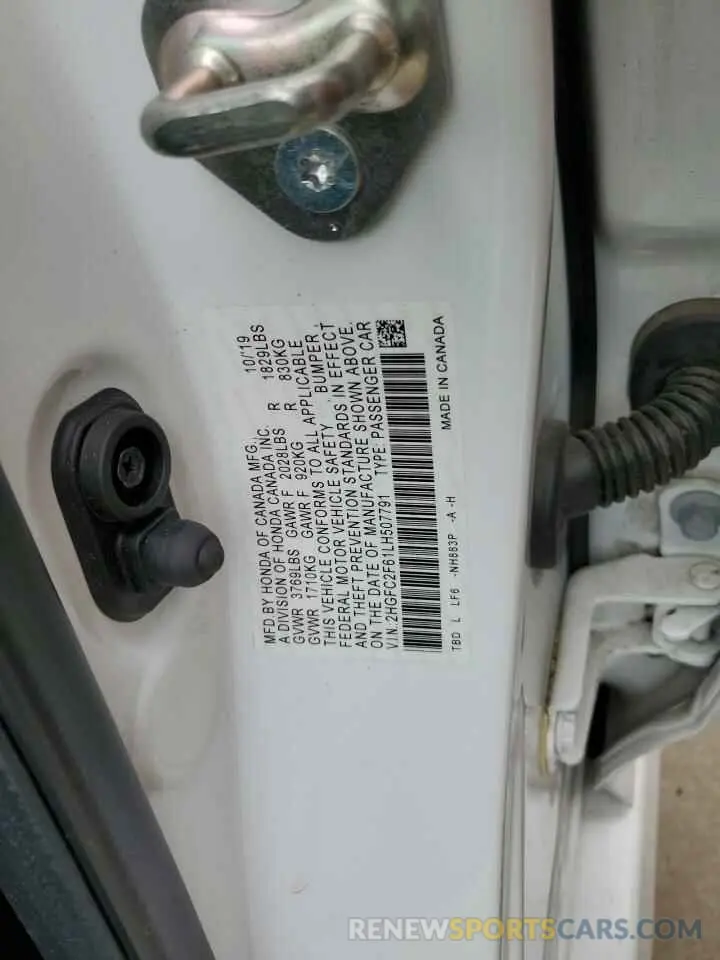 MFD.BY HONDA OF CANADA MFG., 10/'19
A DIVISION OF HONDA CANADA INC.
GVWR 3769LBS GAWR F 2028LBS R 1829LBS
GVWR 1710KG GAWR F 920KG R 830KG
THIS VEHICLE CONFORMS TO ALL APPLICABLE
FEDERAL MOTOR VEHICLE SAFETY, BUMPER,
AND THEFT PREVENTION STANDARDS IN EFFECT
ON THE DATE OF MANUFACTURE SHOWN ABOVE.
V.I.N:2HGFC2F61LH507791 TYPE: PASSENGER CAR
TBD L LF6 -NH883P -A -H MADE IN CANADA
RENEWSPORTSCARS.COM